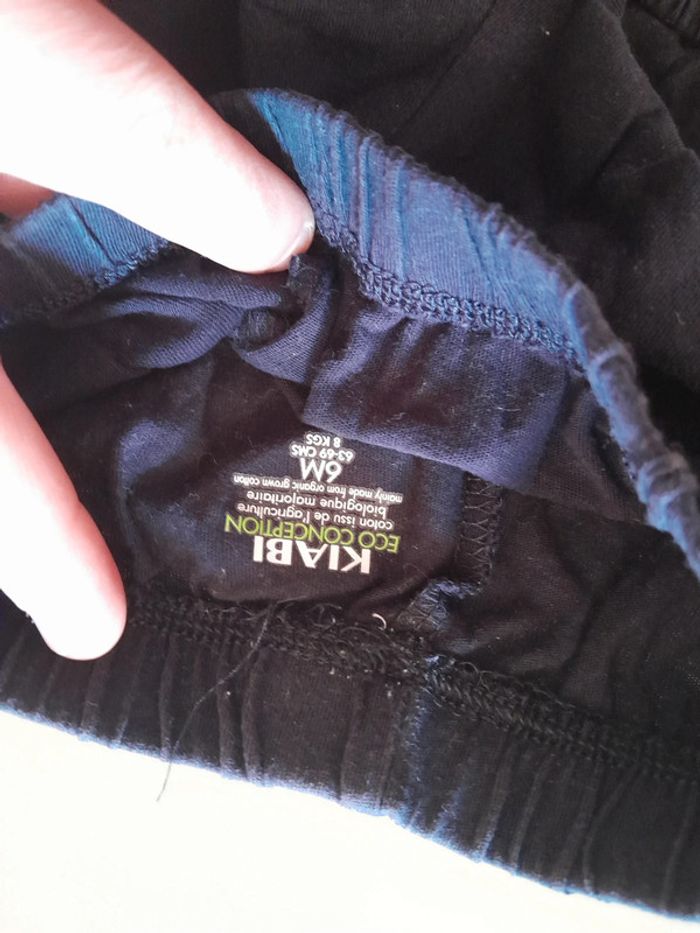 KIABI
ECO CONCEPTION
coton issu de l'agriculture
biologique majoritaire
mainly made from organic grown cotton
6M
63-69 CMS
8 KGS